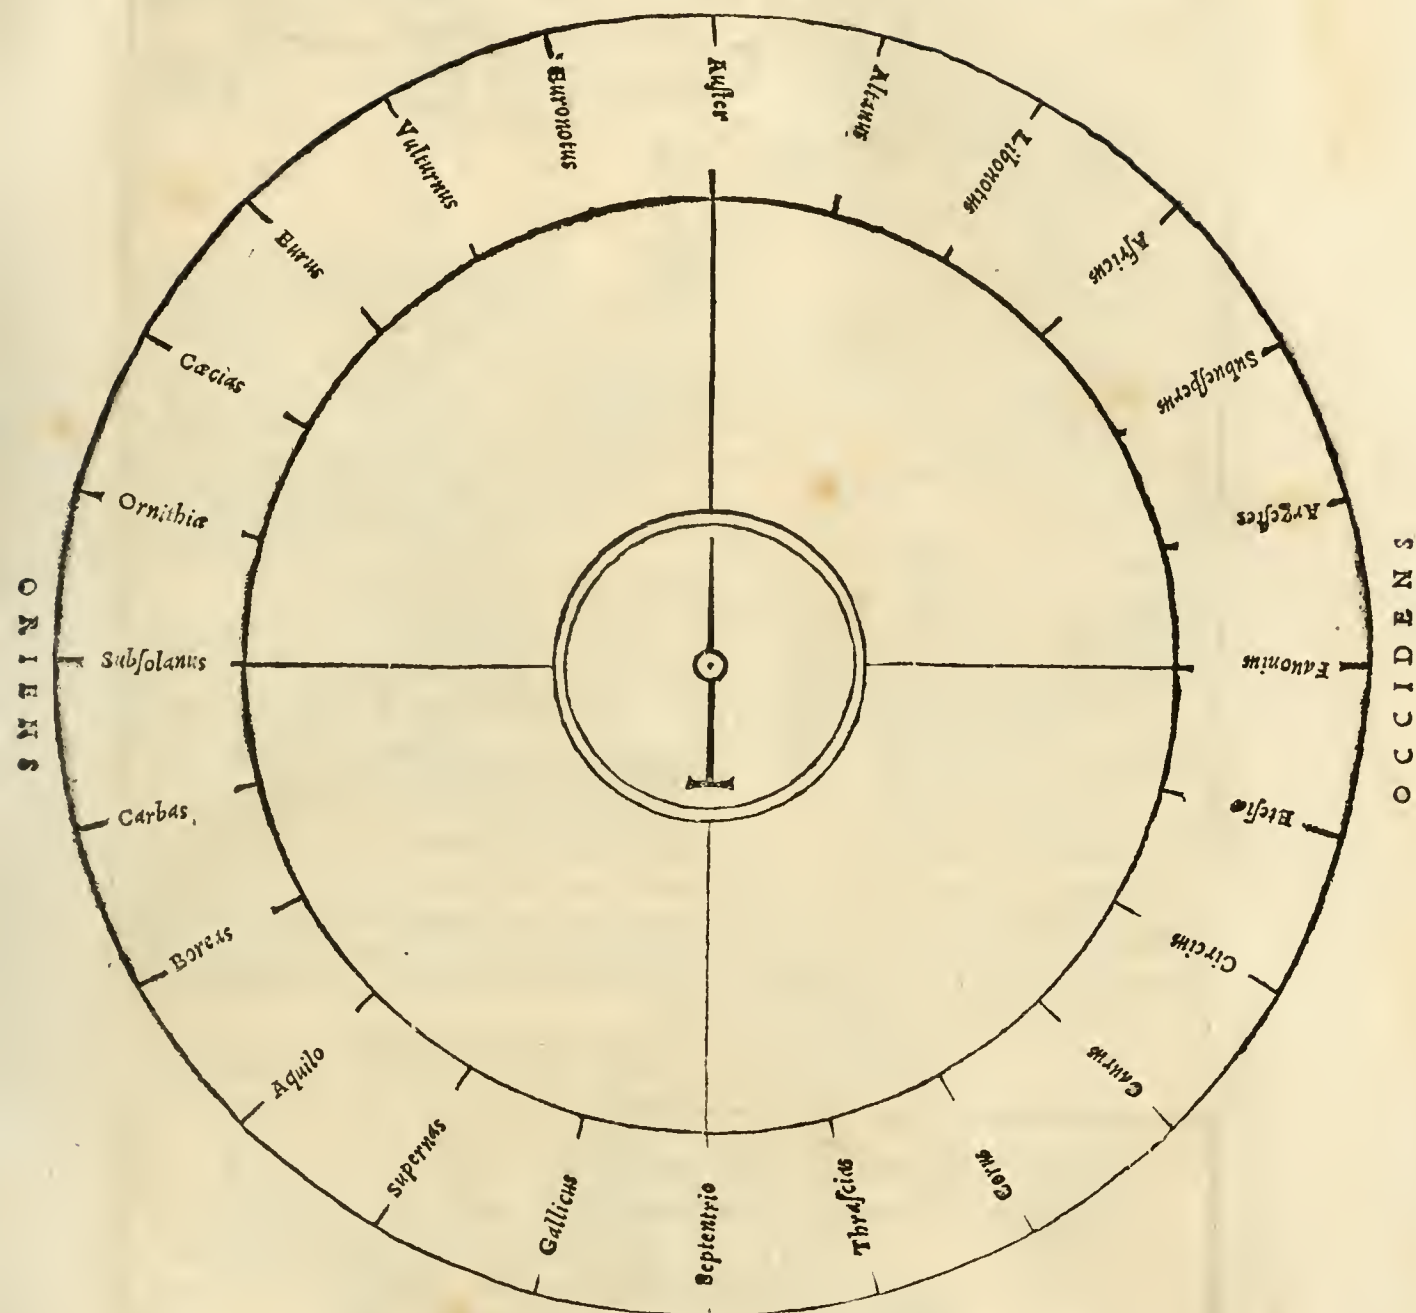 Auſter
Altanus
Libonotus
Africus
Subueſperus
Argeſtes
Fauonius
Eteſiæ
Circius
Caurus
Corus
Thraſcias
Septentrio
Gallicus
Supernas
Aquilo
Boreas
Carbas
Subſolanus
Ornithiæ
Cæcias
Eurus
Vulturnus
Euronotus
ORIENS
OCCIDENS